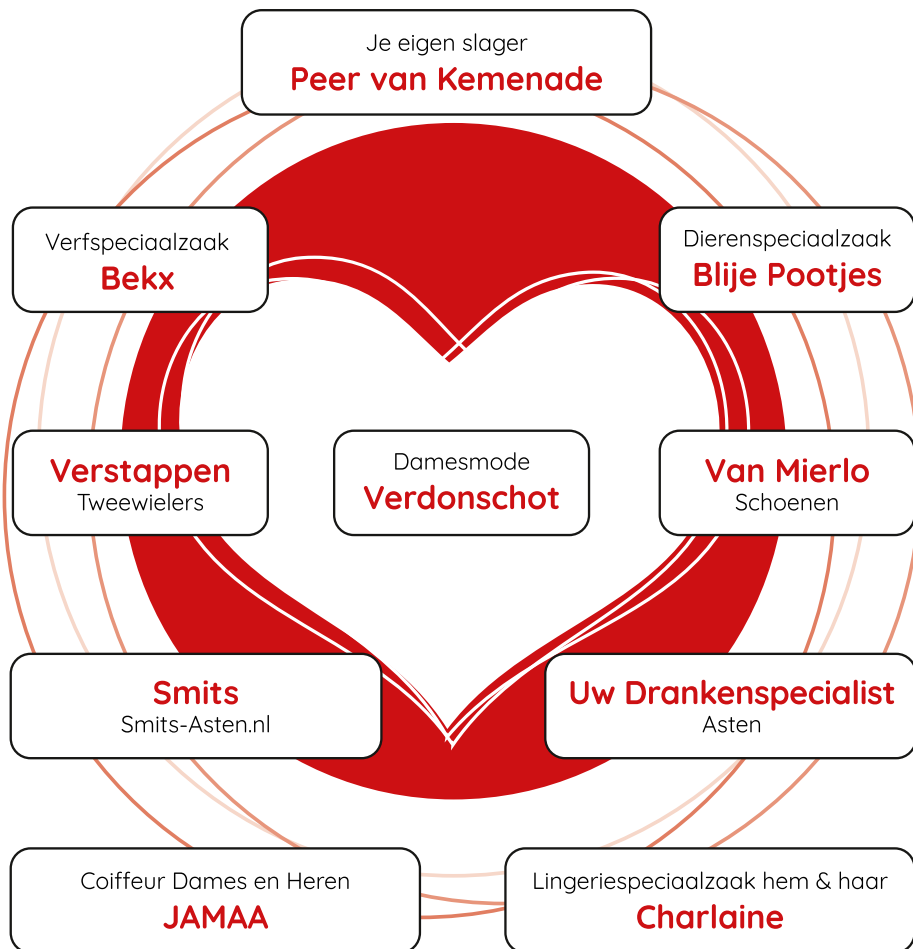 Je eigen slager
Peer van Kemenade
Verfspeciaalzaak
Bekx
Dierenspeciaalzaak
Blije Pootjes
Verstappen
Tweewielers
Damesmode
Verdonschot
Van Mierlo
Schoenen
Smits
Smits-Asten.nl
Uw Drankenspecialist
Asten
Coiffeur Dames en Heren
JAMAA
Lingeriespeciaalzaak hem & haar
Charlaine